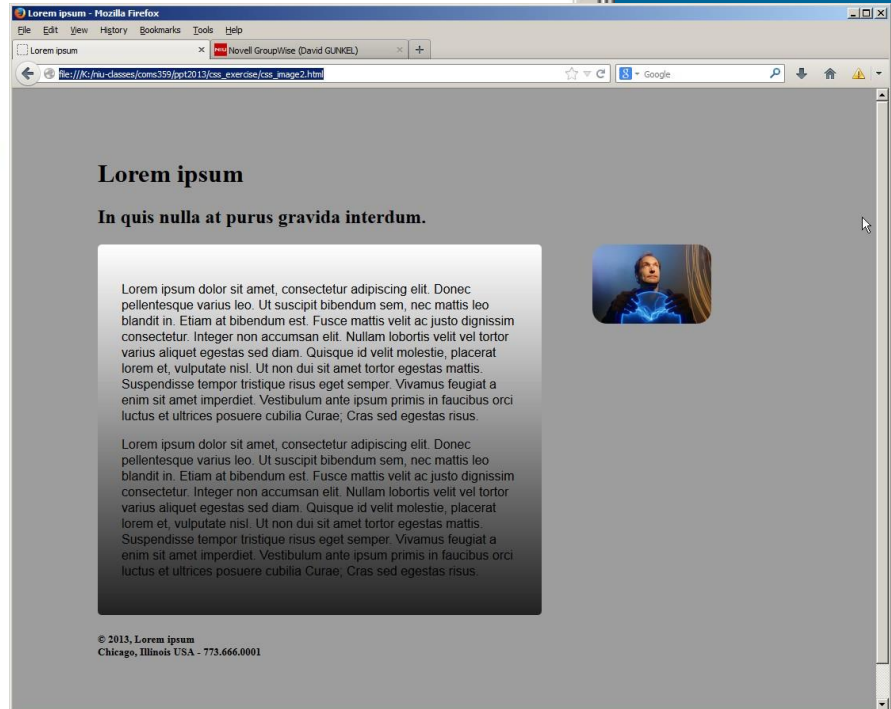 Lorem ipsum - Mozilla Firefox
File Edit View History Bookmarks Tools Help
Lorem ipsum
NIU Novell GroupWise (David GUNKEL)
file:///K:/niu-classes/coms359/ppt2013/css_exercise/css_image2.html
Google
Lorem ipsum
In quis nulla at purus gravida interdum.
Lorem ipsum dolor sit amet, consectetur adipiscing elit. Donec
pellentesque varius leo. Ut suscipit bibendum sem, nec mattis leo
blandit in. Etiam at bibendum est. Fusce mattis velit ac justo dignissim
consectetur. Integer non accumsan elit. Nullam lobortis velit vel tortor
varius aliquet egestas sed diam. Quisque id velit molestie, placerat
lorem et, vulputate nisl. Ut non dui sit amet tortor egestas mattis.
Suspendisse tempor tristique risus eget semper. Vivamus feugiat a
enim sit amet imperdiet. Vestibulum ante ipsum primis in faucibus orci
luctus et ultrices posuere cubilia Curae; Cras sed egestas risus.
Lorem ipsum dolor sit amet, consectetur adipiscing elit. Donec
pellentesque varius leo. Ut suscipit bibendum sem, nec mattis leo
blandit in. Etiam at bibendum est. Fusce mattis velit ac justo dignissim
consectetur. Integer non accumsan elit. Nullam lobortis velit vel tortor
varius aliquet egestas sed diam. Quisque id velit molestie, placerat
lorem et, vulputate nisl. Ut non dui sit amet tortor egestas mattis.
Suspendisse tempor tristique risus eget semper. Vivamus feugiat a
enim sit amet imperdiet. Vestibulum ante ipsum primis in faucibus orci
luctus et ultrices posuere cubilia Curae; Cras sed egestas risus.
© 2013, Lorem ipsum
Chicago, Illinois USA - 773.666.0001